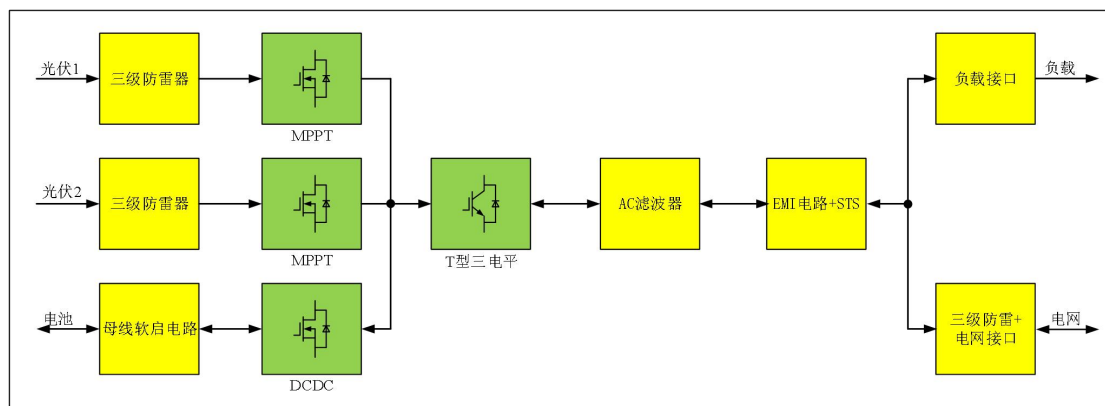 光伏1
三级防雷器
MPPT
光伏2
三级防雷器
MPPT
电池
母线软启电路
DCDC
T型三电平
AC滤波器
EMI电路+STS
负载接口
负载
三级防雷+
电网接口
电网